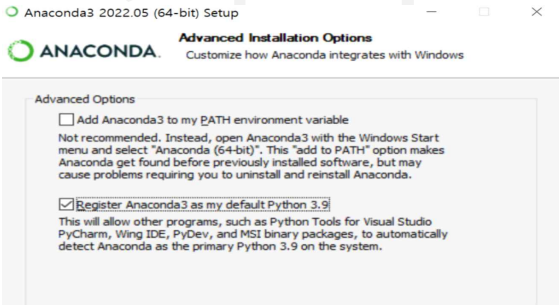 Anaconda3 2022.05 (64-bit) Setup
ANACONDA.
Advanced Installation Options
Customize how Anaconda integrates with Windows
Advanced Options
Add Anaconda3 to my PATH environment variable
Not recommended. Instead, open Anaconda3 with the Windows Start
menu and select "Anaconda (64-bit)". This "add to PATH" option makes
Anaconda get found before previously installed software, but may
cause problems requiring you to uninstall and reinstall Anaconda.
Register Anaconda3 as my default Python 3.9
This will allow other programs, such as Python Tools for Visual Studio
PyCharm, Wing IDE, PyDev, and MSI binary packages, to automatically
detect Anaconda as the primary Python 3.9 on the system.